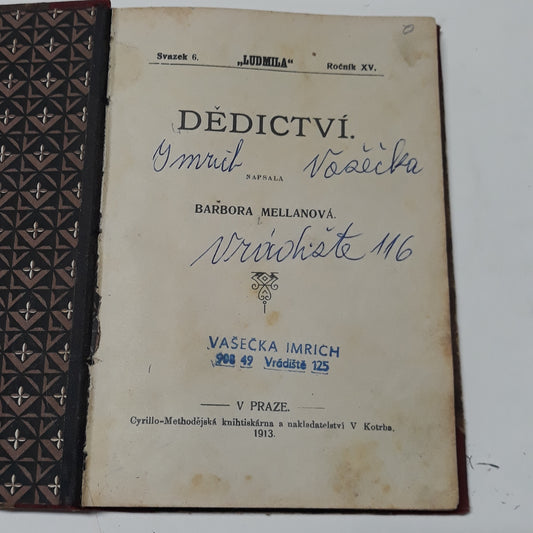 Svazek 6. „LUDMILA“ Ročník XV.
DĚDICTVÍ.
Imrich Vašečka
NAPSALA
BARBORA MELLANOVÁ.
Vrádište 116
VAŠEČKA IMRICH
908 49 Vrádiště 125
V PRAZE.
Cyrillo-Methodějská knihtiskárna a nakladatelství V Kotrba.
1913.